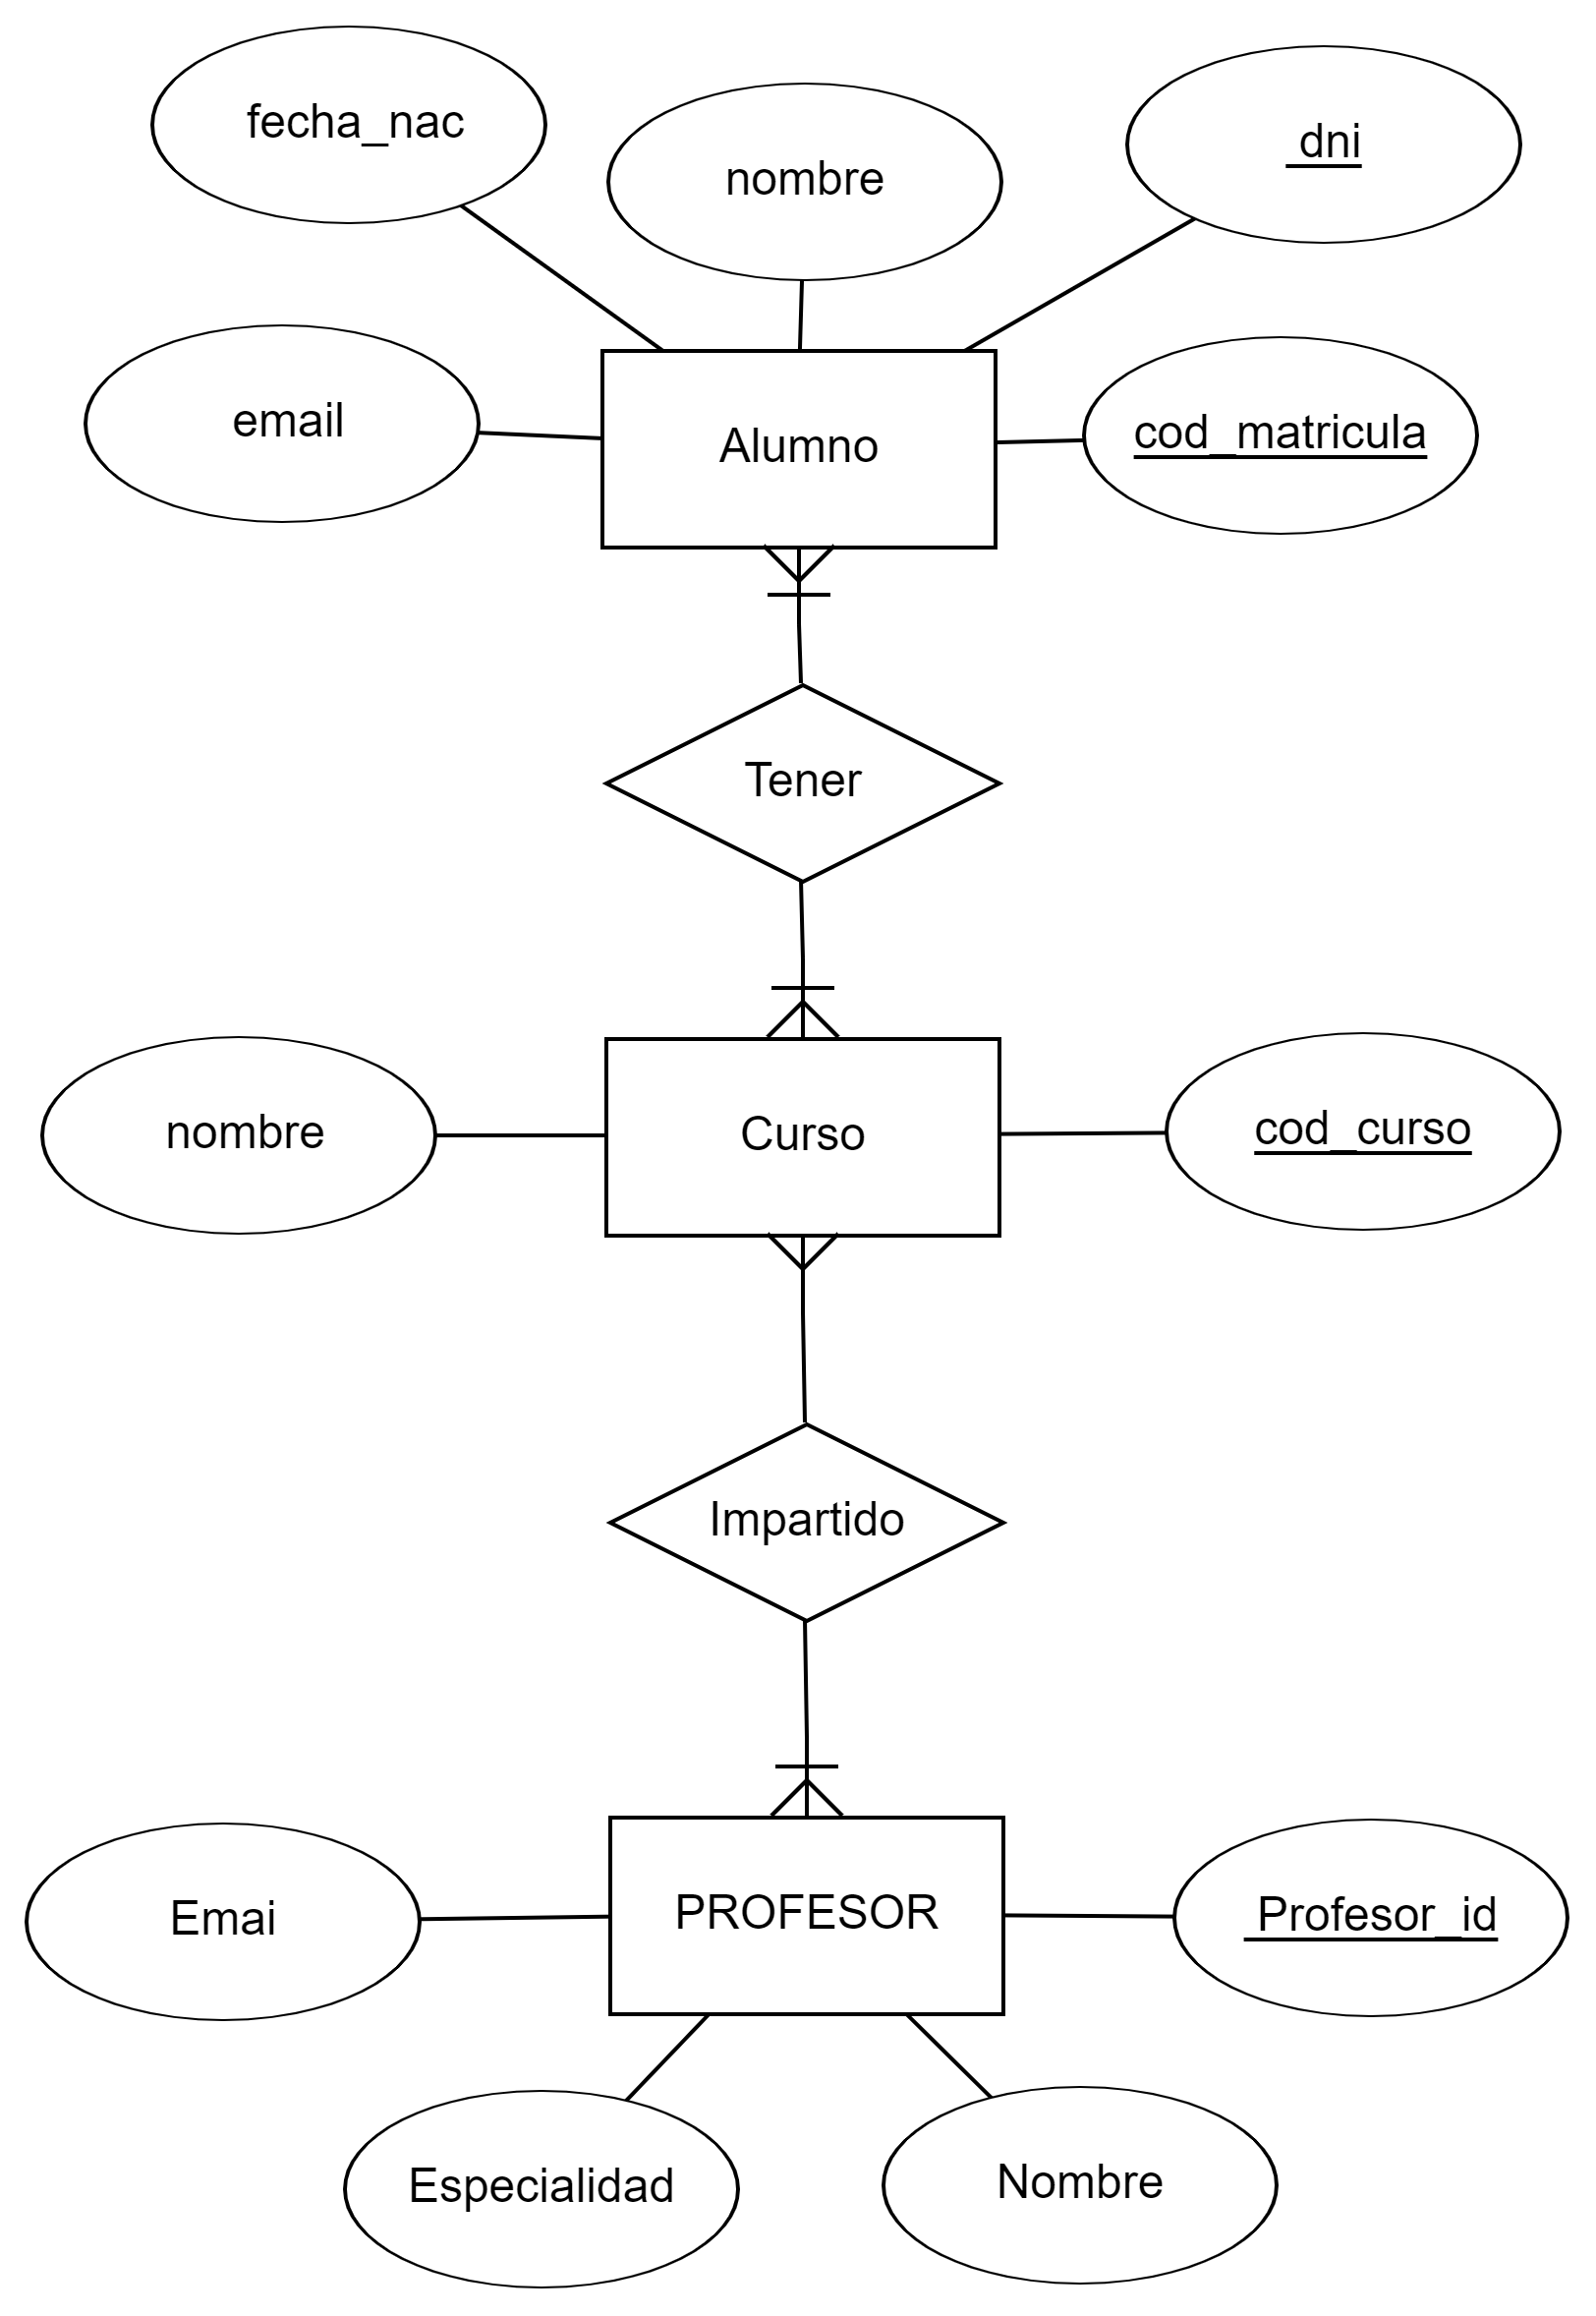 fecha_nac
nombre
dni
email
Alumno
cod_matricula
Tener
nombre
Curso
cod_curso
Impartido
Emai
PROFESOR
Profesor_id
Especialidad
Nombre